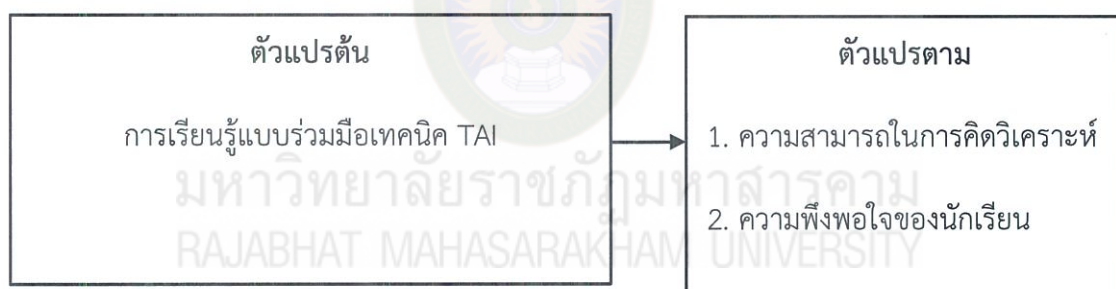 ตัวแปรต้น
การเรียนรู้แบบร่วมมือเทคนิค TAI
ตัวแปรตาม
1. ความสามารถในการคิดวิเคราะห์
2. ความพึงพอใจของนักเรียน
มหาวิทยาลัยราชภัฏมหาสารคาม
RAJABHAT MAHASARAKHAM UNIVERSITY